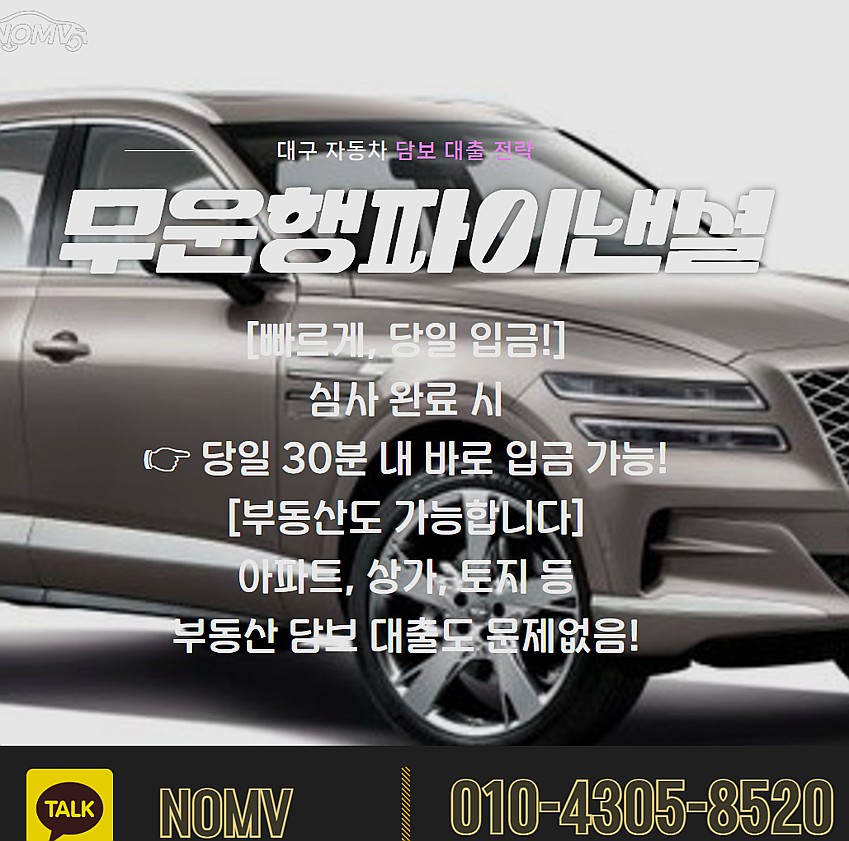 NOMV
대구 자동차 담보 대출 전략
무운행파이낸셜
[빠르게, 당일 입금!]
심사 완료 시
👉 당일 30분 내 바로 입금 가능!
[부동산도 가능합니다]
아파트, 상가, 토지 등
부동산 담보 대출도 문제없음!
TALK
NOMV
010-4305-8520